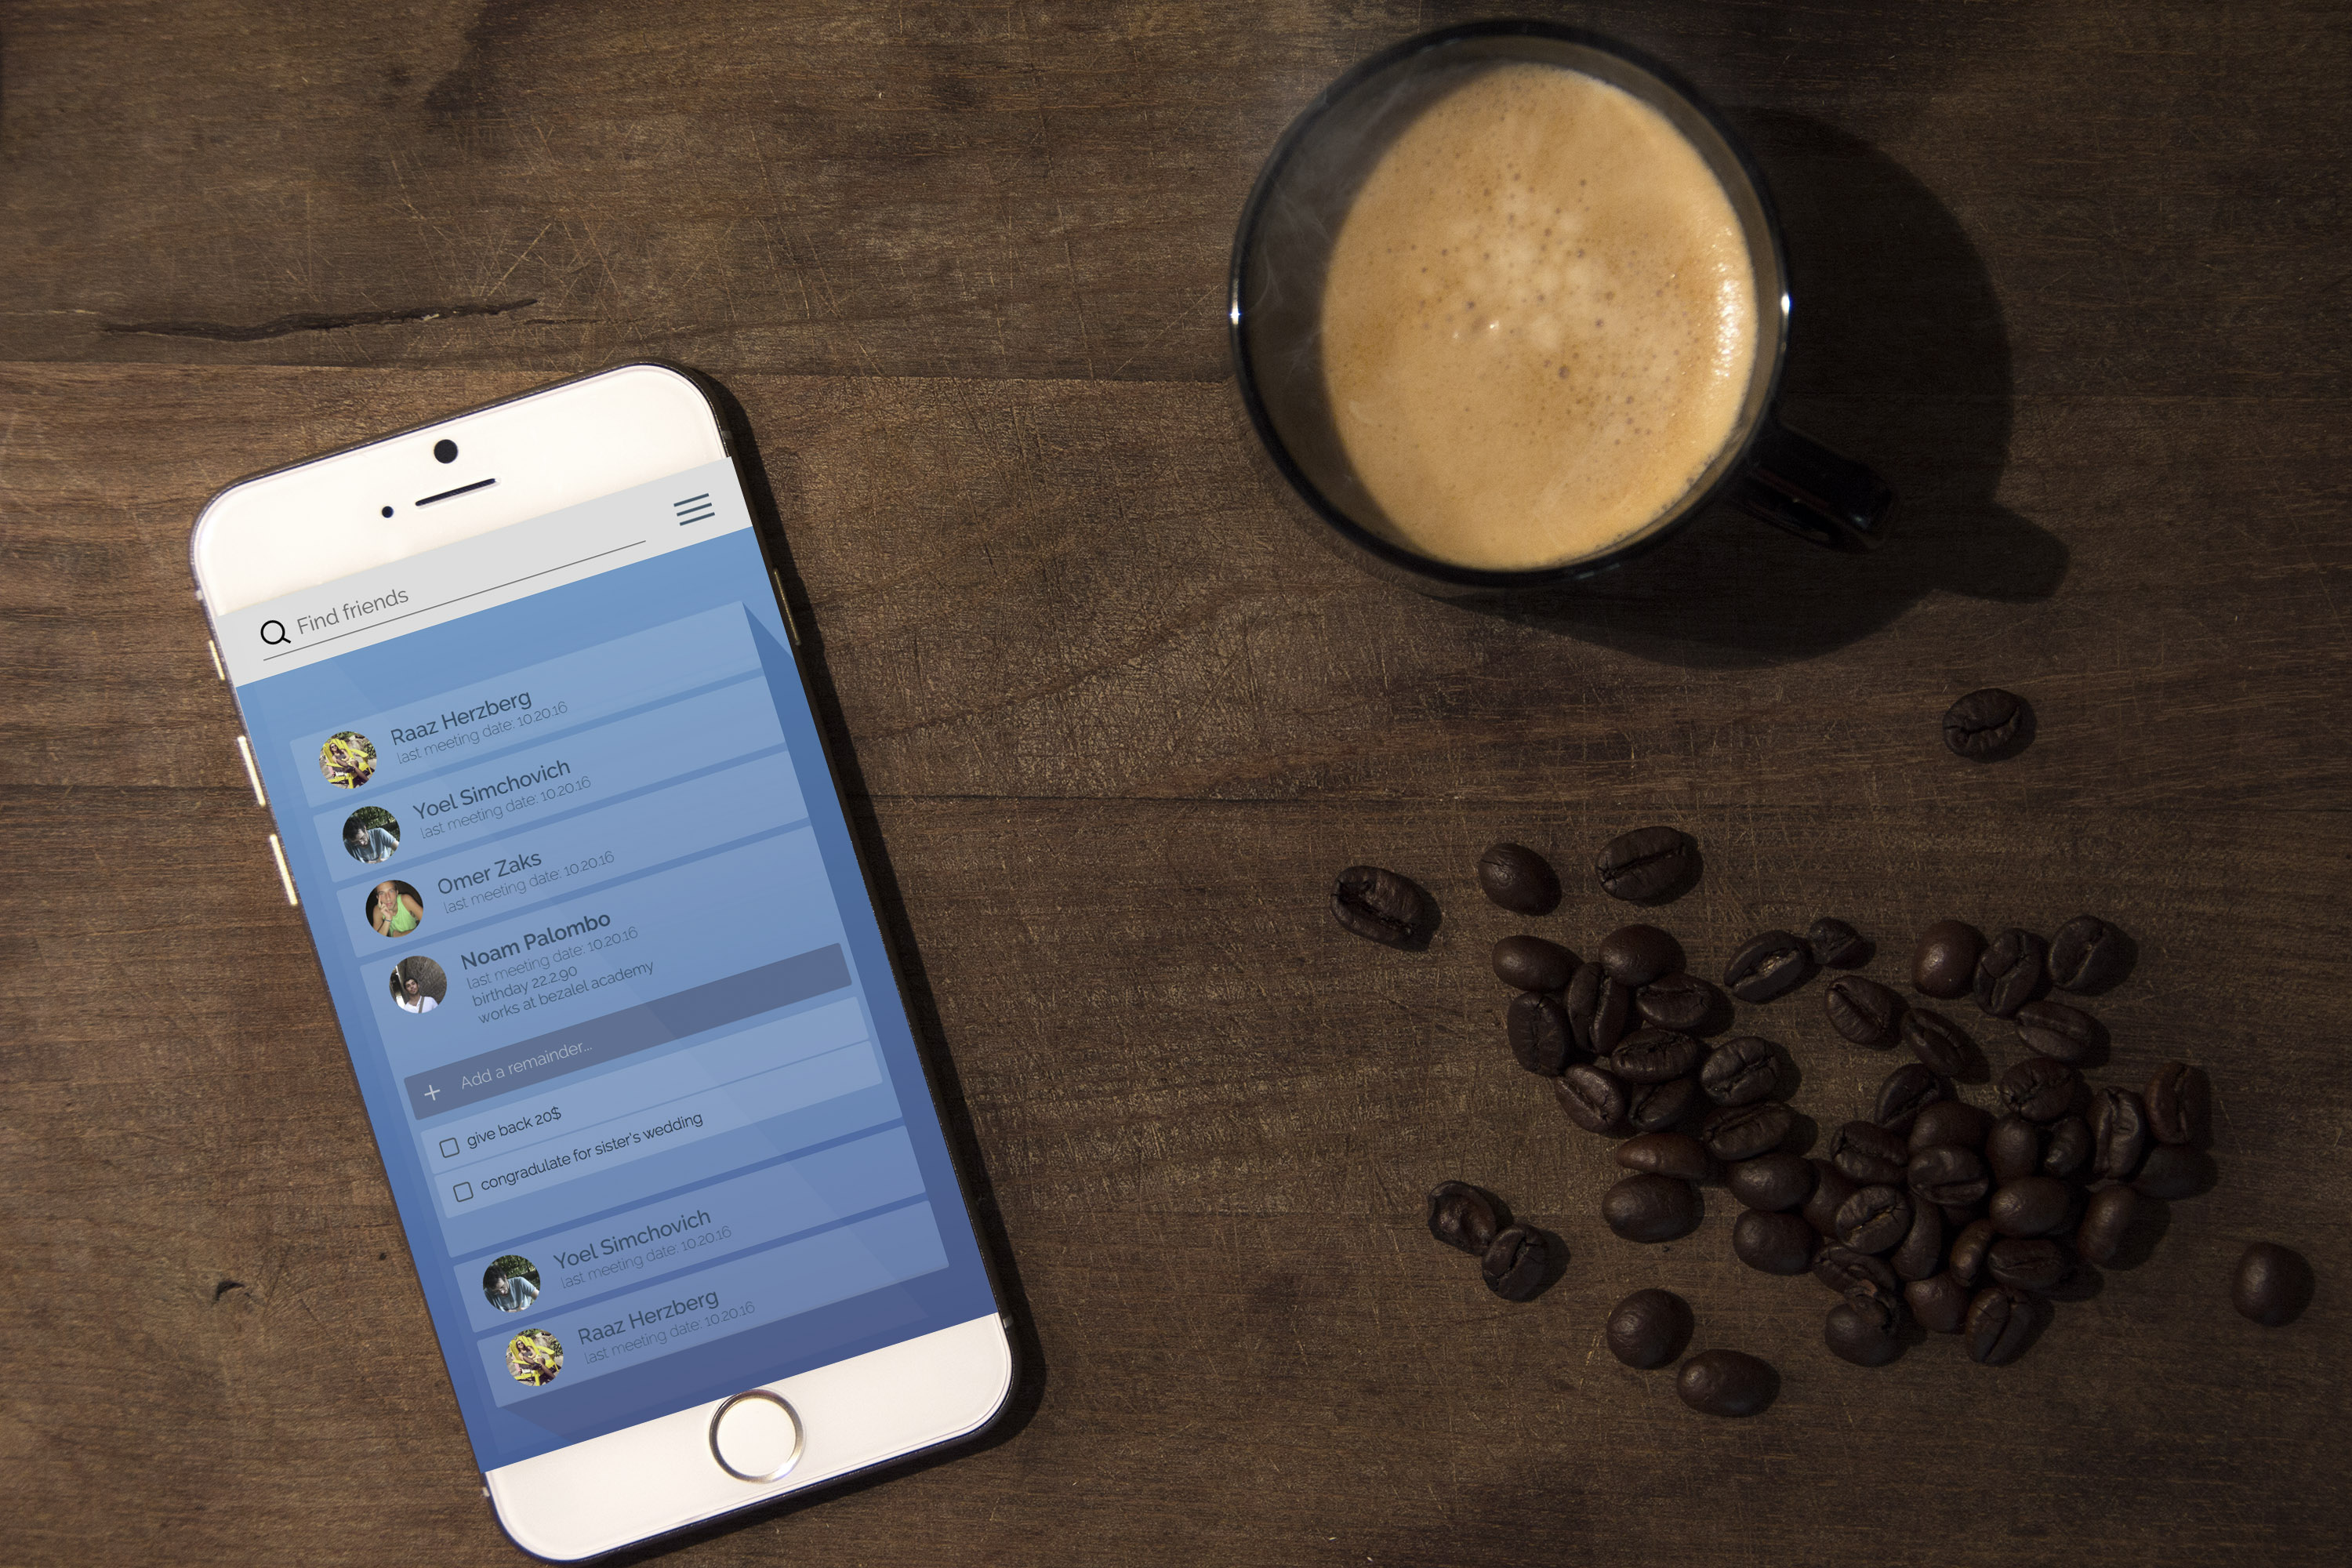 Find friends
Raaz Herzberg
last meeting date: 10.20.16
Yoel Simchovich
last meeting date: 10.20.16
Omer Zaks
last meeting date: 10.20.16
Noam Palombo
last meeting date: 10.20.16
birthday 22.2.90
works at bezalel academy
+ Add a remainder...
give back 20$
congradulate for sister's wedding
Yoel Simchovich
last meeting date: 10.20.16
Raaz Herzberg
last meeting date: 10.20.16